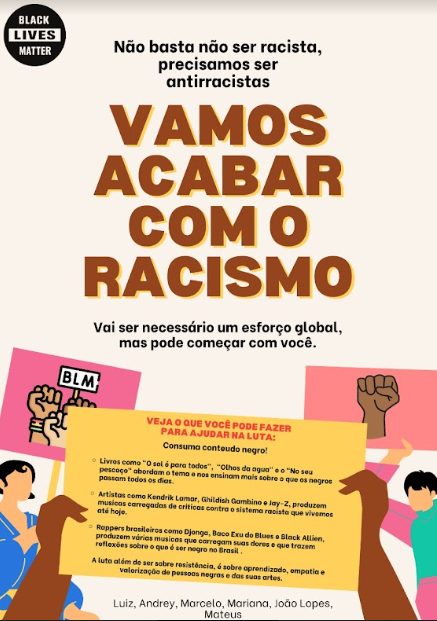 BLACK
LIVES
MATTER
Não basta não ser racista,
precisamos ser
antirracistas
VAMOS
ACABAR
COM O
RACISMO
Vai ser necessário um esforço global,
mas pode começar com você.
BLM
VEJA O QUE VOCÊ PODE FAZER
PARA AJUDAR NA LUTA:
Consuma conteudo negro!
Livros como "O sol é para todos", "Olhos da agua" e o "No seu
pescoço" abordam o tema e nos ensinam mais sobre o que os negros
passam todos os dias.
Artistas como Kendrik Lamar, Ghildish Gambino e Jay-Z, produzem
musicas carregadas de criticas contra o sistema racista que vivemos
até hoje.
Rappers brasileiros como Djonga, Baco Exu do Blues e Black Allien,
produzem várias musicas que carregam suas dores e que trazem
reflexões sobre o que é ser negro no Brasil .
A luta além de ser sobre resistência, é sobre aprendizado, empatia e
valorização de pessoas negras e das suas artes.
Luiz, Andrey, Marcelo, Mariana, João Lopes,
Mateus